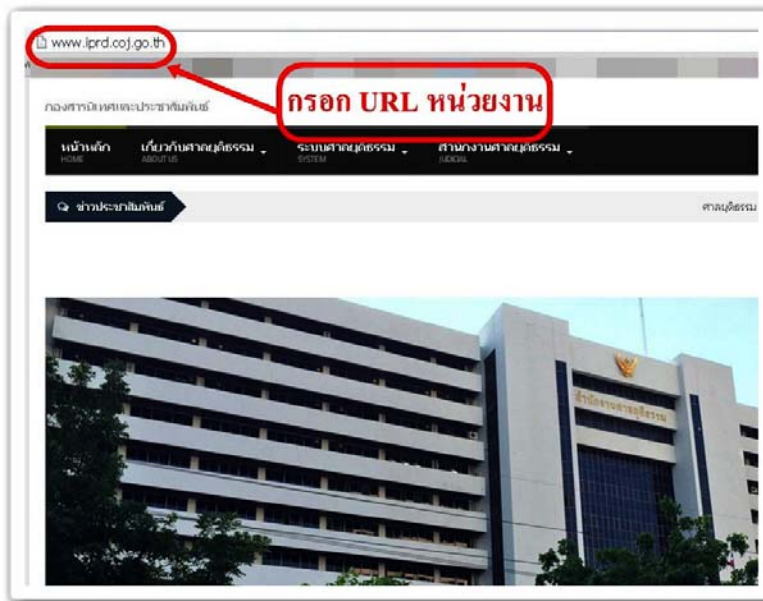 www.iprd.coj.go.th
กรอก URL หน่วยงาน
กองสารนิเทศและประชาสัมพันธ์
หน้าหลัก เกี่ยวกับศาลยุติธรรม ระบบศาลยุติธรรม สำนักงานศาลยุติธรรม
HOME ABOUT US SYSTEM JUDICIAL
ข่าวประชาสัมพันธ์ ศาลยุติธรรม
สำนักงานศาลยุติธรรม